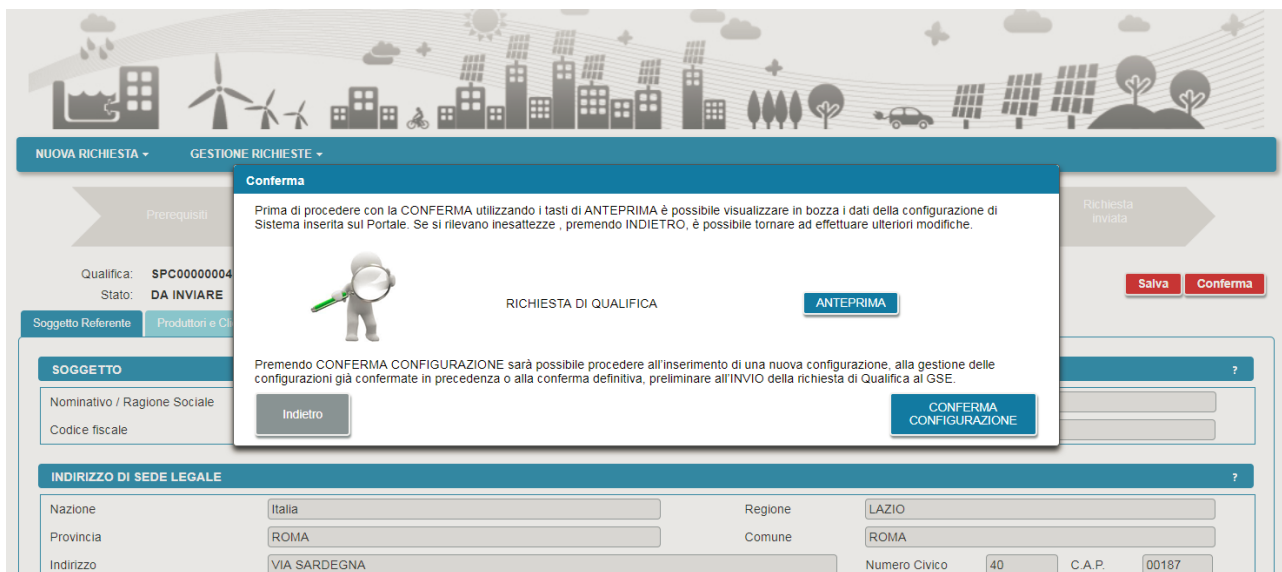 NUOVA RICHIESTA
GESTIONE RICHIESTE
Conferma
Prerequisiti
Richiesta
inviata
Prima di procedere con la CONFERMA utilizzando i tasti di ANTEPRIMA è possibile visualizzare in bozza i dati della configurazione di
Sistema inserita sul Portale. Se si rilevano inesattezze , premendo INDIETRO, è possibile tornare ad effettuare ulteriori modifiche.
Qualifica: SPC00000004
Stato: DA INVIARE
RICHIESTA DI QUALIFICA
ANTEPRIMA
Salva Conferma
Soggetto Referente Produttori e Cli
Premendo CONFERMA CONFIGURAZIONE sarà possibile procedere all'inserimento di una nuova configurazione, alla gestione delle
configurazioni già confermate in precedenza o alla conferma definitiva, preliminare all'INVIO della richiesta di Qualifica al GSE.
SOGGETTO ?
Nominativo / Ragione Sociale
Codice fiscale
Indietro
CONFERMA
CONFIGURAZIONE
INDIRIZZO DI SEDE LEGALE ?
Nazione Italia Regione LAZIO
Provincia ROMA Comune ROMA
Indirizzo VIA SARDEGNA Numero Civico 40 C.A.P. 00187